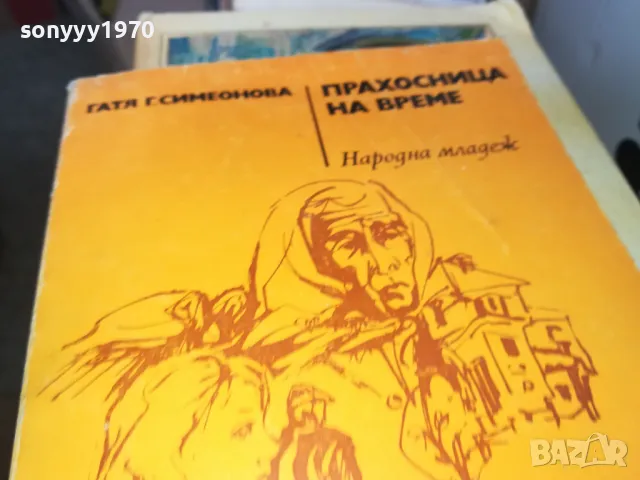 sonyyy1970
ГАТЯ Г. СИМЕОНОВА
ПРАХОСНИЦА
НА ВРЕМЕ
Народна младеж
BAZAR